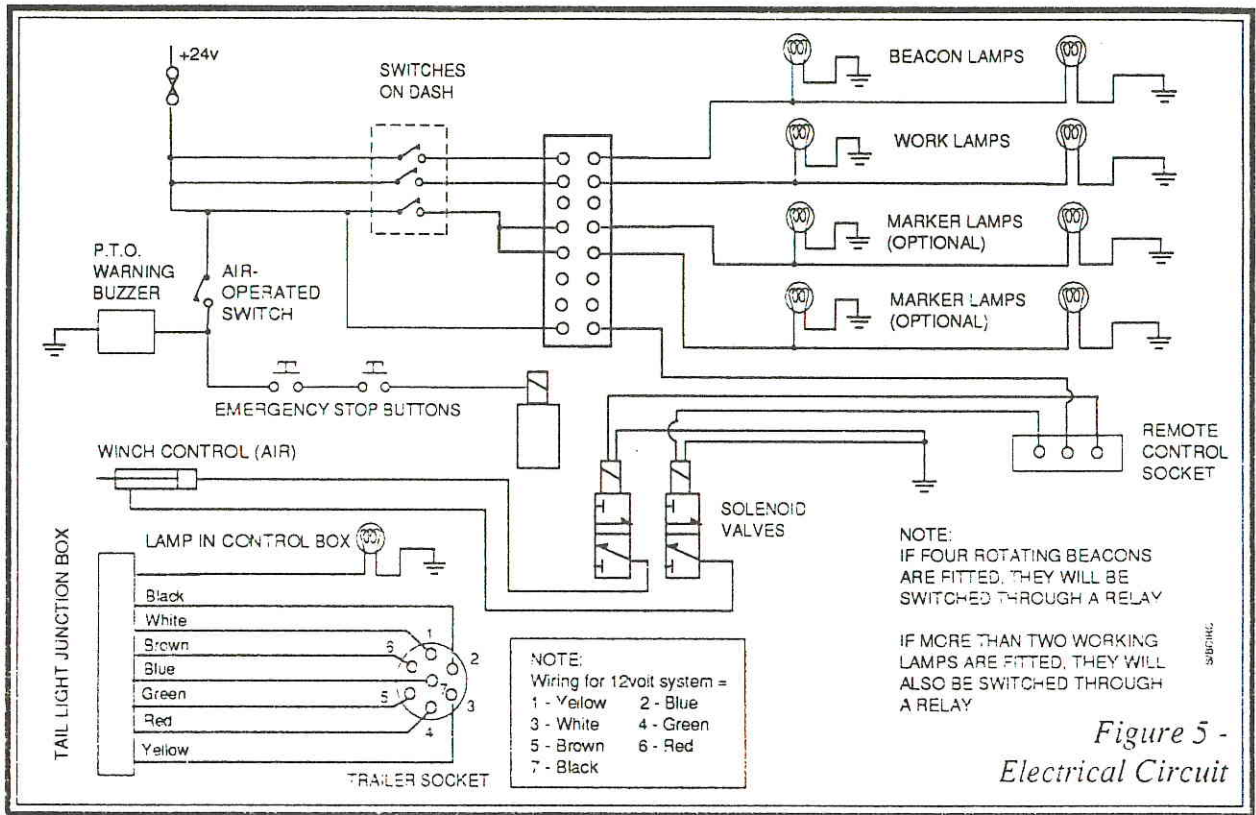 +24v
SWITCHES
ON DASH
BEACON LAMPS
WORK LAMPS
MARKER LAMPS
(OPTIONAL)
MARKER LAMPS
(OPTIONAL)
P.T.O.
WARNING
BUZZER
AIR-
OPERATED
SWITCH
EMERGENCY STOP BUTTONS
WINCH CONTROL (AIR)
REMOTE
CONTROL
SOCKET
SOLENOID
VALVES
LAMP IN CONTROL BOX
TAIL LIGHT JUNCTION BOX
Black
White
Brown
Blue
Green
Red
Yellow
1
2
3
4
5
6
7
TRAILER SOCKET
NOTE:
Wiring for 12volt system =
1 - Yellow 2 - Blue
3 - White 4 - Green
5 - Brown 6 - Red
7 - Black
NOTE:
IF FOUR ROTATING BEACONS
ARE FITTED, THEY WILL BE
SWITCHED THROUGH A RELAY
IF MORE THAN TWO WORKING
LAMPS ARE FITTED, THEY WILL
ALSO BE SWITCHED THROUGH
A RELAY
Figure 5 -
Electrical Circuit